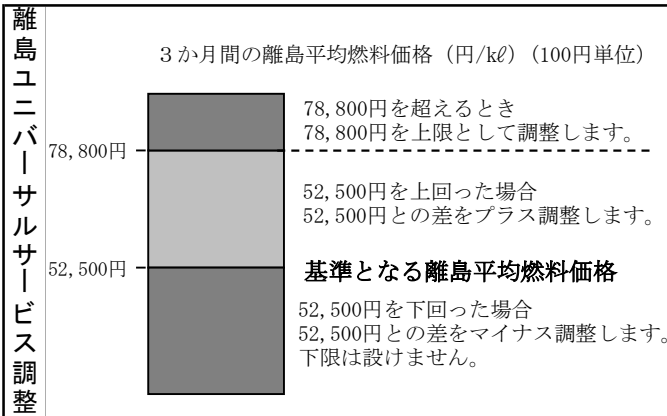 離島ユニバーサルサービス調整
3か月間の離島平均燃料価格（円/kℓ）(100円単位）
78,800円を超えるとき
78,800円を上限として調整します。
78,800円
52,500円を上回った場合
52,500円との差をプラス調整します。
52,500円
基準となる離島平均燃料価格
52,500円を下回った場合
52,500円との差をマイナス調整します。
下限は設けません。